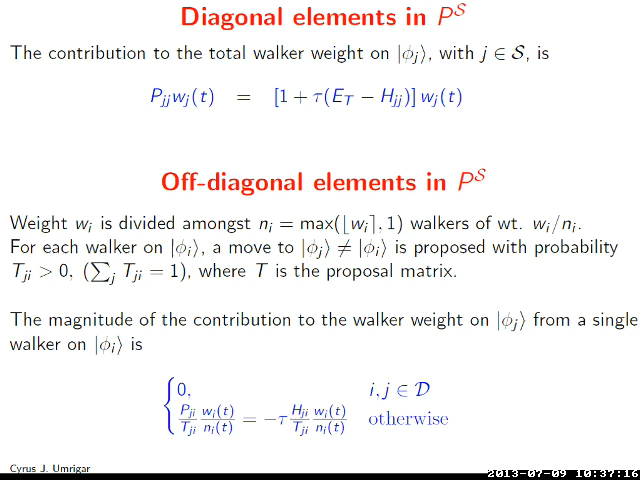 Diagonal elements in P^S
The contribution to the total walker weight on |ϕ_j⟩, with j ∈ S, is
P_jj w_j(t) = [1 + τ(E_T − H_jj)] w_j(t)
Off-diagonal elements in P^S
Weight w_i is divided amongst n_i = max(⌊w_i⌉, 1) walkers of wt. w_i/n_i.
For each walker on |ϕ_i⟩, a move to |ϕ_j⟩ ≠ |ϕ_i⟩ is proposed with probability
T_ji > 0, (∑_j T_ji = 1), where T is the proposal matrix.
The magnitude of the contribution to the walker weight on |ϕ_j⟩ from a single
walker on |ϕ_i⟩ is
{ 0, i, j ∈ D
P_ji/T_ji w_i(t)/n_i(t) = −τ H_ji/T_ji w_i(t)/n_i(t) otherwise
Cyrus J. Umrigar
2013-07-09 10:37:16